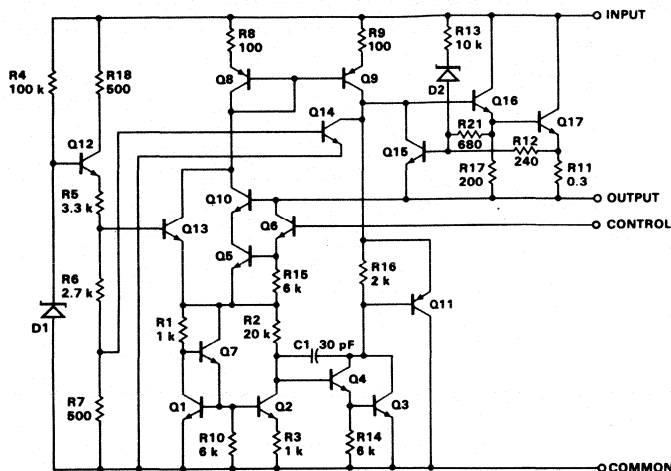 INPUT
R8
100
R9
100
R13
10 k
R4
100 k
R18
500
Q8
Q9
D2
Q16
Q14
Q17
Q12
R21
680
R12
240
Q15
R17
200
R11
0.3
R5
3.3 k
Q10
OUTPUT
Q13
Q6
CONTROL
Q5
R6
2.7 k
R15
6 k
R16
2 k
Q11
D1
R1
1 k
R2
20 k
Q7
C1
30 pF
Q4
R7
500
Q1
Q2
Q3
R10
6 k
R3
1 k
R14
6 k
COMMON